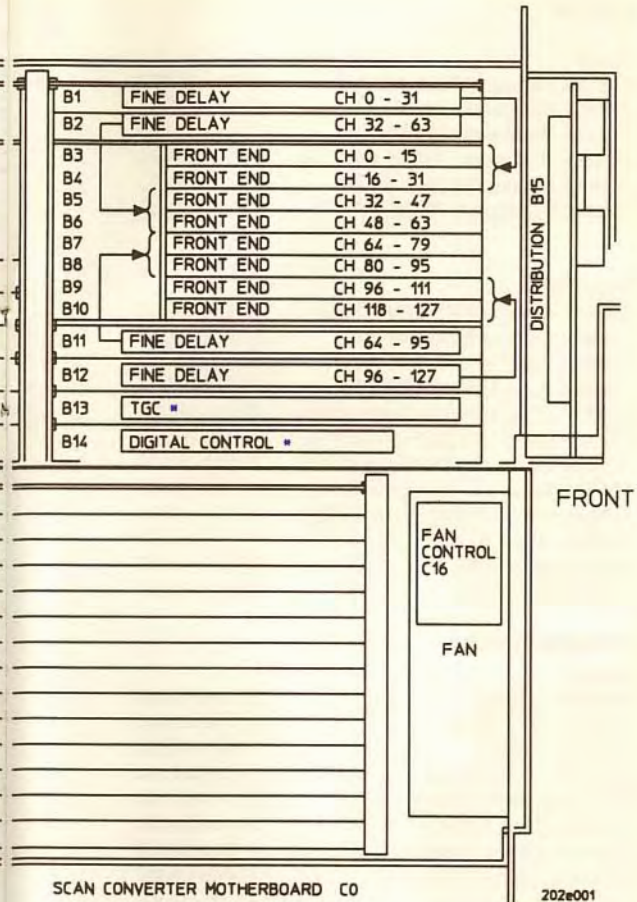 B1 FINE DELAY CH 0 - 31
B2 FINE DELAY CH 32 - 63
B3 FRONT END CH 0 - 15
B4 FRONT END CH 16 - 31
B5 FRONT END CH 32 - 47
B6 FRONT END CH 48 - 63
B7 FRONT END CH 64 - 79
B8 FRONT END CH 80 - 95
B9 FRONT END CH 96 - 111
B10 FRONT END CH 118 - 127
B11 FINE DELAY CH 64 - 95
B12 FINE DELAY CH 96 - 127
B13 TGC *
B14 DIGITAL CONTROL *
DISTRIBUTION B15
FRONT
FAN
CONTROL
C16
FAN
SCAN CONVERTER MOTHERBOARD C0
202e001